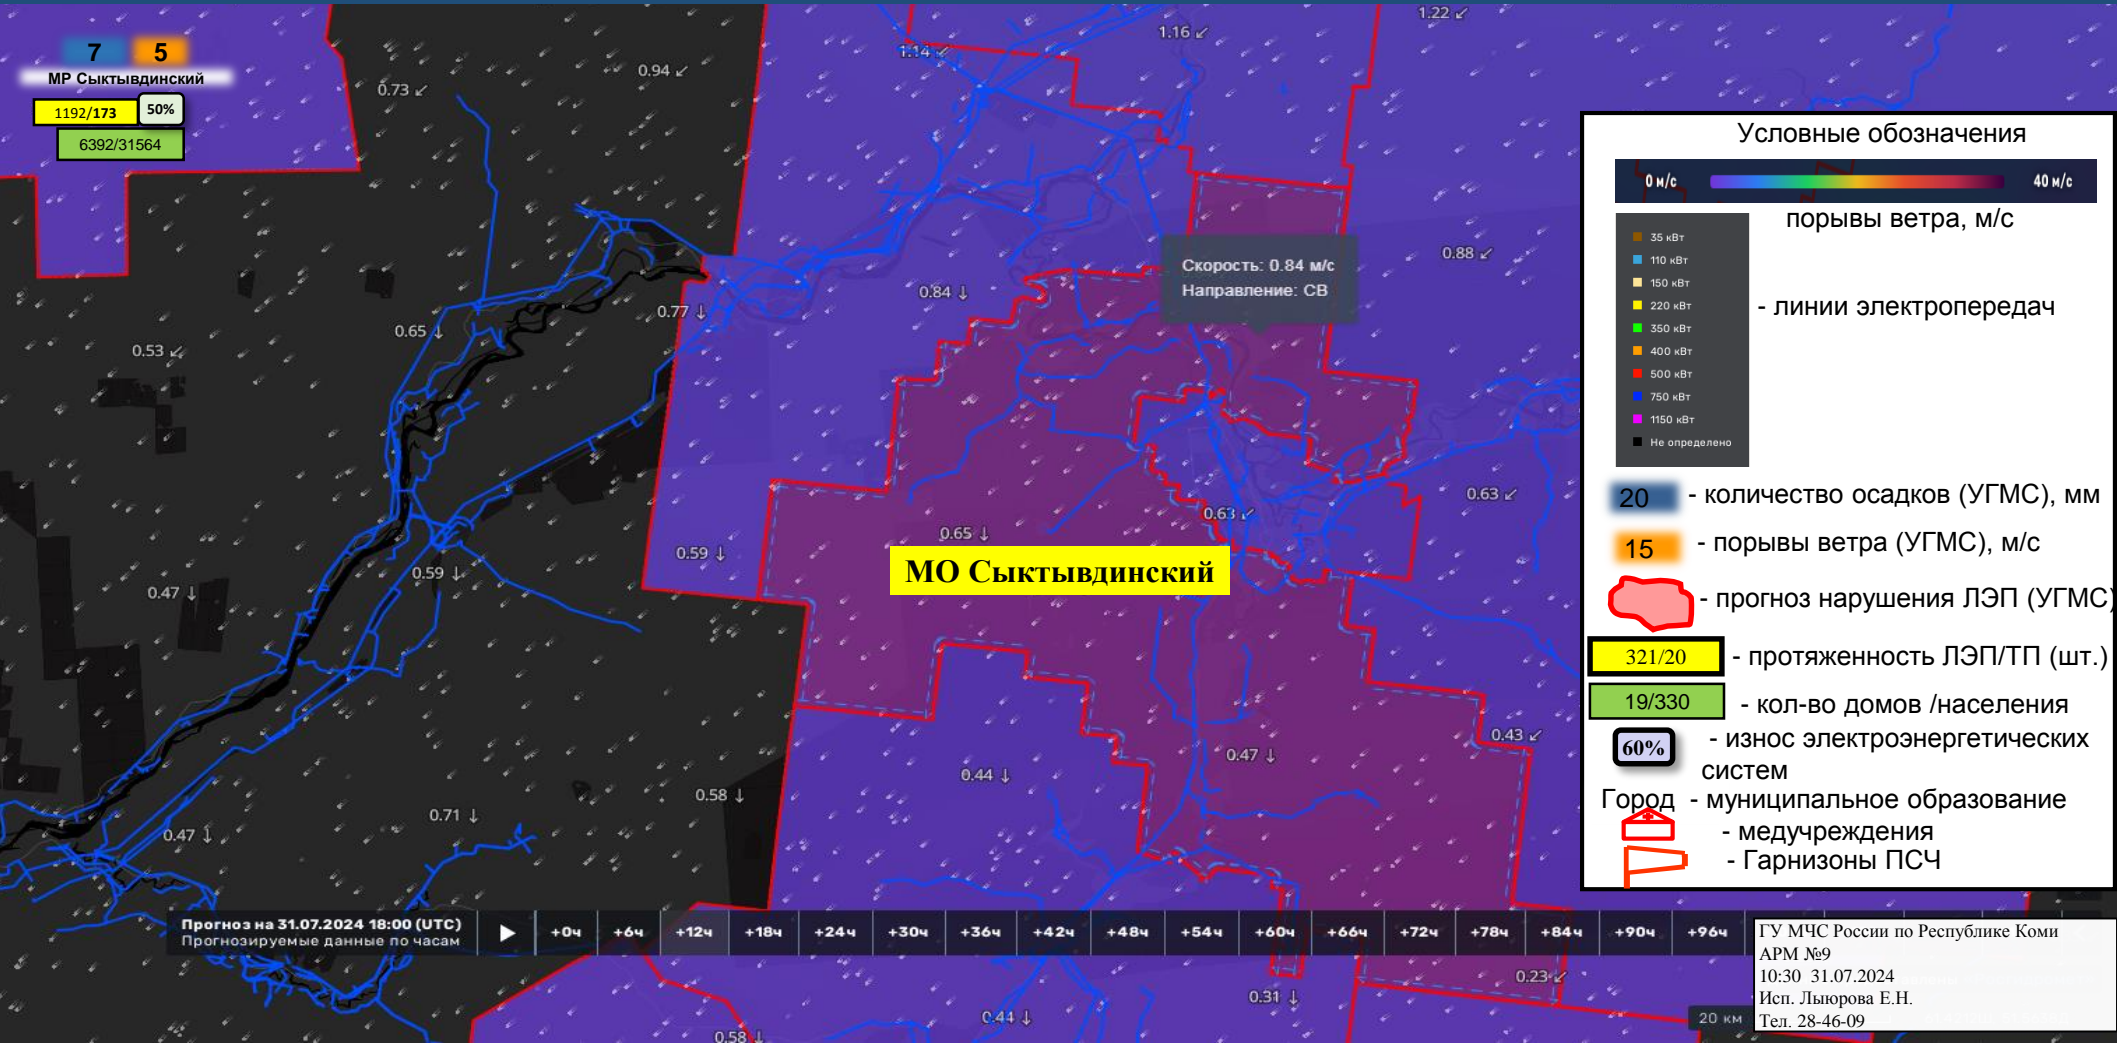 7 5
МР Сыктывдинский
1192/173 50%
6392/31564
1.22 ↙
1.16 ↙
1.14 ↙
0.94 ↙
0.73 ↙
0.88 ↙
Скорость: 0.84 м/с
Направление: СВ
0.84 ↓
0.77 ↓
0.65 ↓
0.53 ↙
0.63 ↙
0.63 ↙
0.65 ↓
0.59 ↓
МО Сыктывдинский
0.59 ↓
0.47 ↓
0.43 ↙
0.47 ↓
0.44 ↓
0.58 ↓
0.71 ↓
0.47 ↓
Прогноз на 31.07.2024 18:00 (UTC)
Прогнозируемые данные по часам
+0ч +6ч +12ч +18ч +24ч +30ч +36ч +42ч +48ч +54ч +60ч +66ч +72ч +78ч +84ч +90ч +96ч
0.23 ↙
0.31 ↓
0.44 ↓
0.58 ↓
20 км
Условные обозначения
0 м/с 40 м/с
порывы ветра, м/с
35 кВт
110 кВт
150 кВт
220 кВт
350 кВт
400 кВт
500 кВт
750 кВт
1150 кВт
Не определено
- линии электропередач
20 - количество осадков (УГМС), мм
15 - порывы ветра (УГМС), м/с
- прогноз нарушения ЛЭП (УГМС)
321/20 - протяженность ЛЭП/ТП (шт.)
19/330 - кол-во домов /населения
60% - износ электроэнергетических
систем
Город - муниципальное образование
- медучреждения
- Гарнизоны ПСЧ
ГУ МЧС России по Республике Коми
АРМ №9
10:30 31.07.2024
Исп. Лыюрова Е.Н.
Тел. 28-46-09